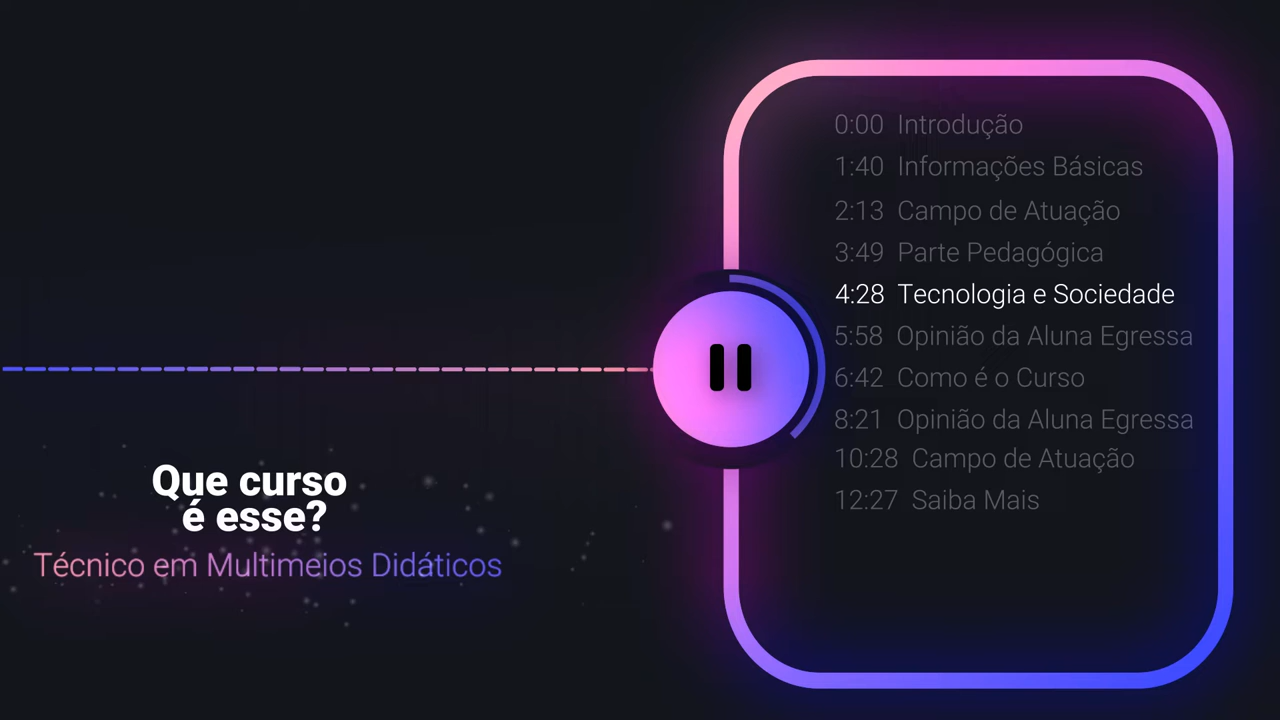 0:00 Introdução
1:40 Informações Básicas
2:13 Campo de Atuação
3:49 Parte Pedagógica
4:28 Tecnologia e Sociedade
5:58 Opinião da Aluna Egressa
6:42 Como é o Curso
8:21 Opinião da Aluna Egressa
10:28 Campo de Atuação
12:27 Saiba Mais
Que curso
é esse?
Técnico em Multimeios Didáticos